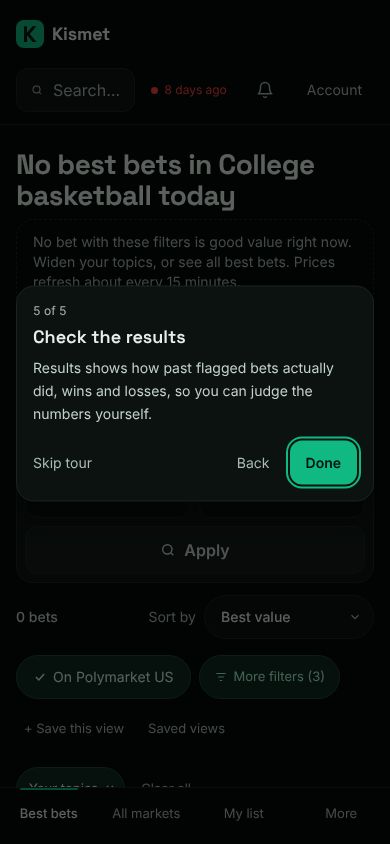 Kismet
Search...
8 days ago
Account
No best bets in College
basketball today
No bet with these filters is good value right now.
Widen your topics, or see all best bets. Prices
refresh about every 15 minutes.
5 of 5
Check the results
Results shows how past flagged bets actually
did, wins and losses, so you can judge the
numbers yourself.
Skip tour
Back
Done
Apply
0 bets
Sort by
Best value
On Polymarket US
More filters (3)
+ Save this view
Saved views
Your topics
Clear all
Best bets
All markets
My list
More